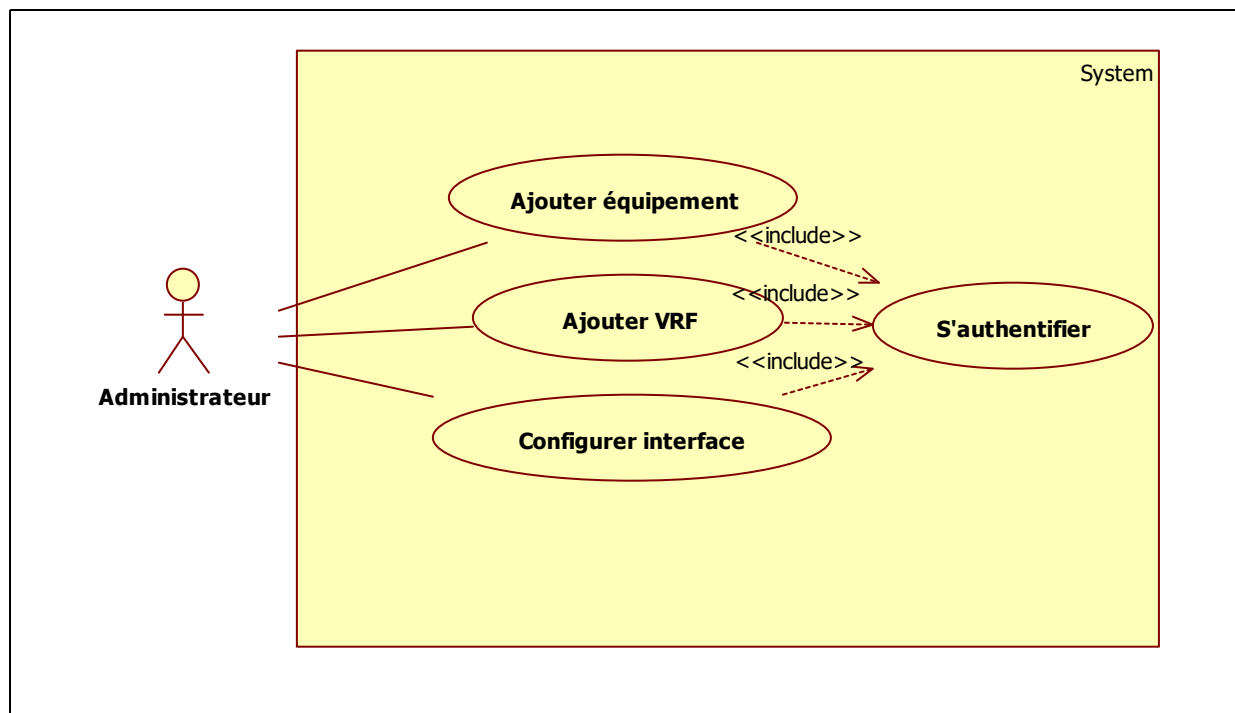 System
Ajouter équipement
<<include>>
<<include>>
Ajouter VRF
S'authentifier
<<include>>
Administrateur
Configurer interface